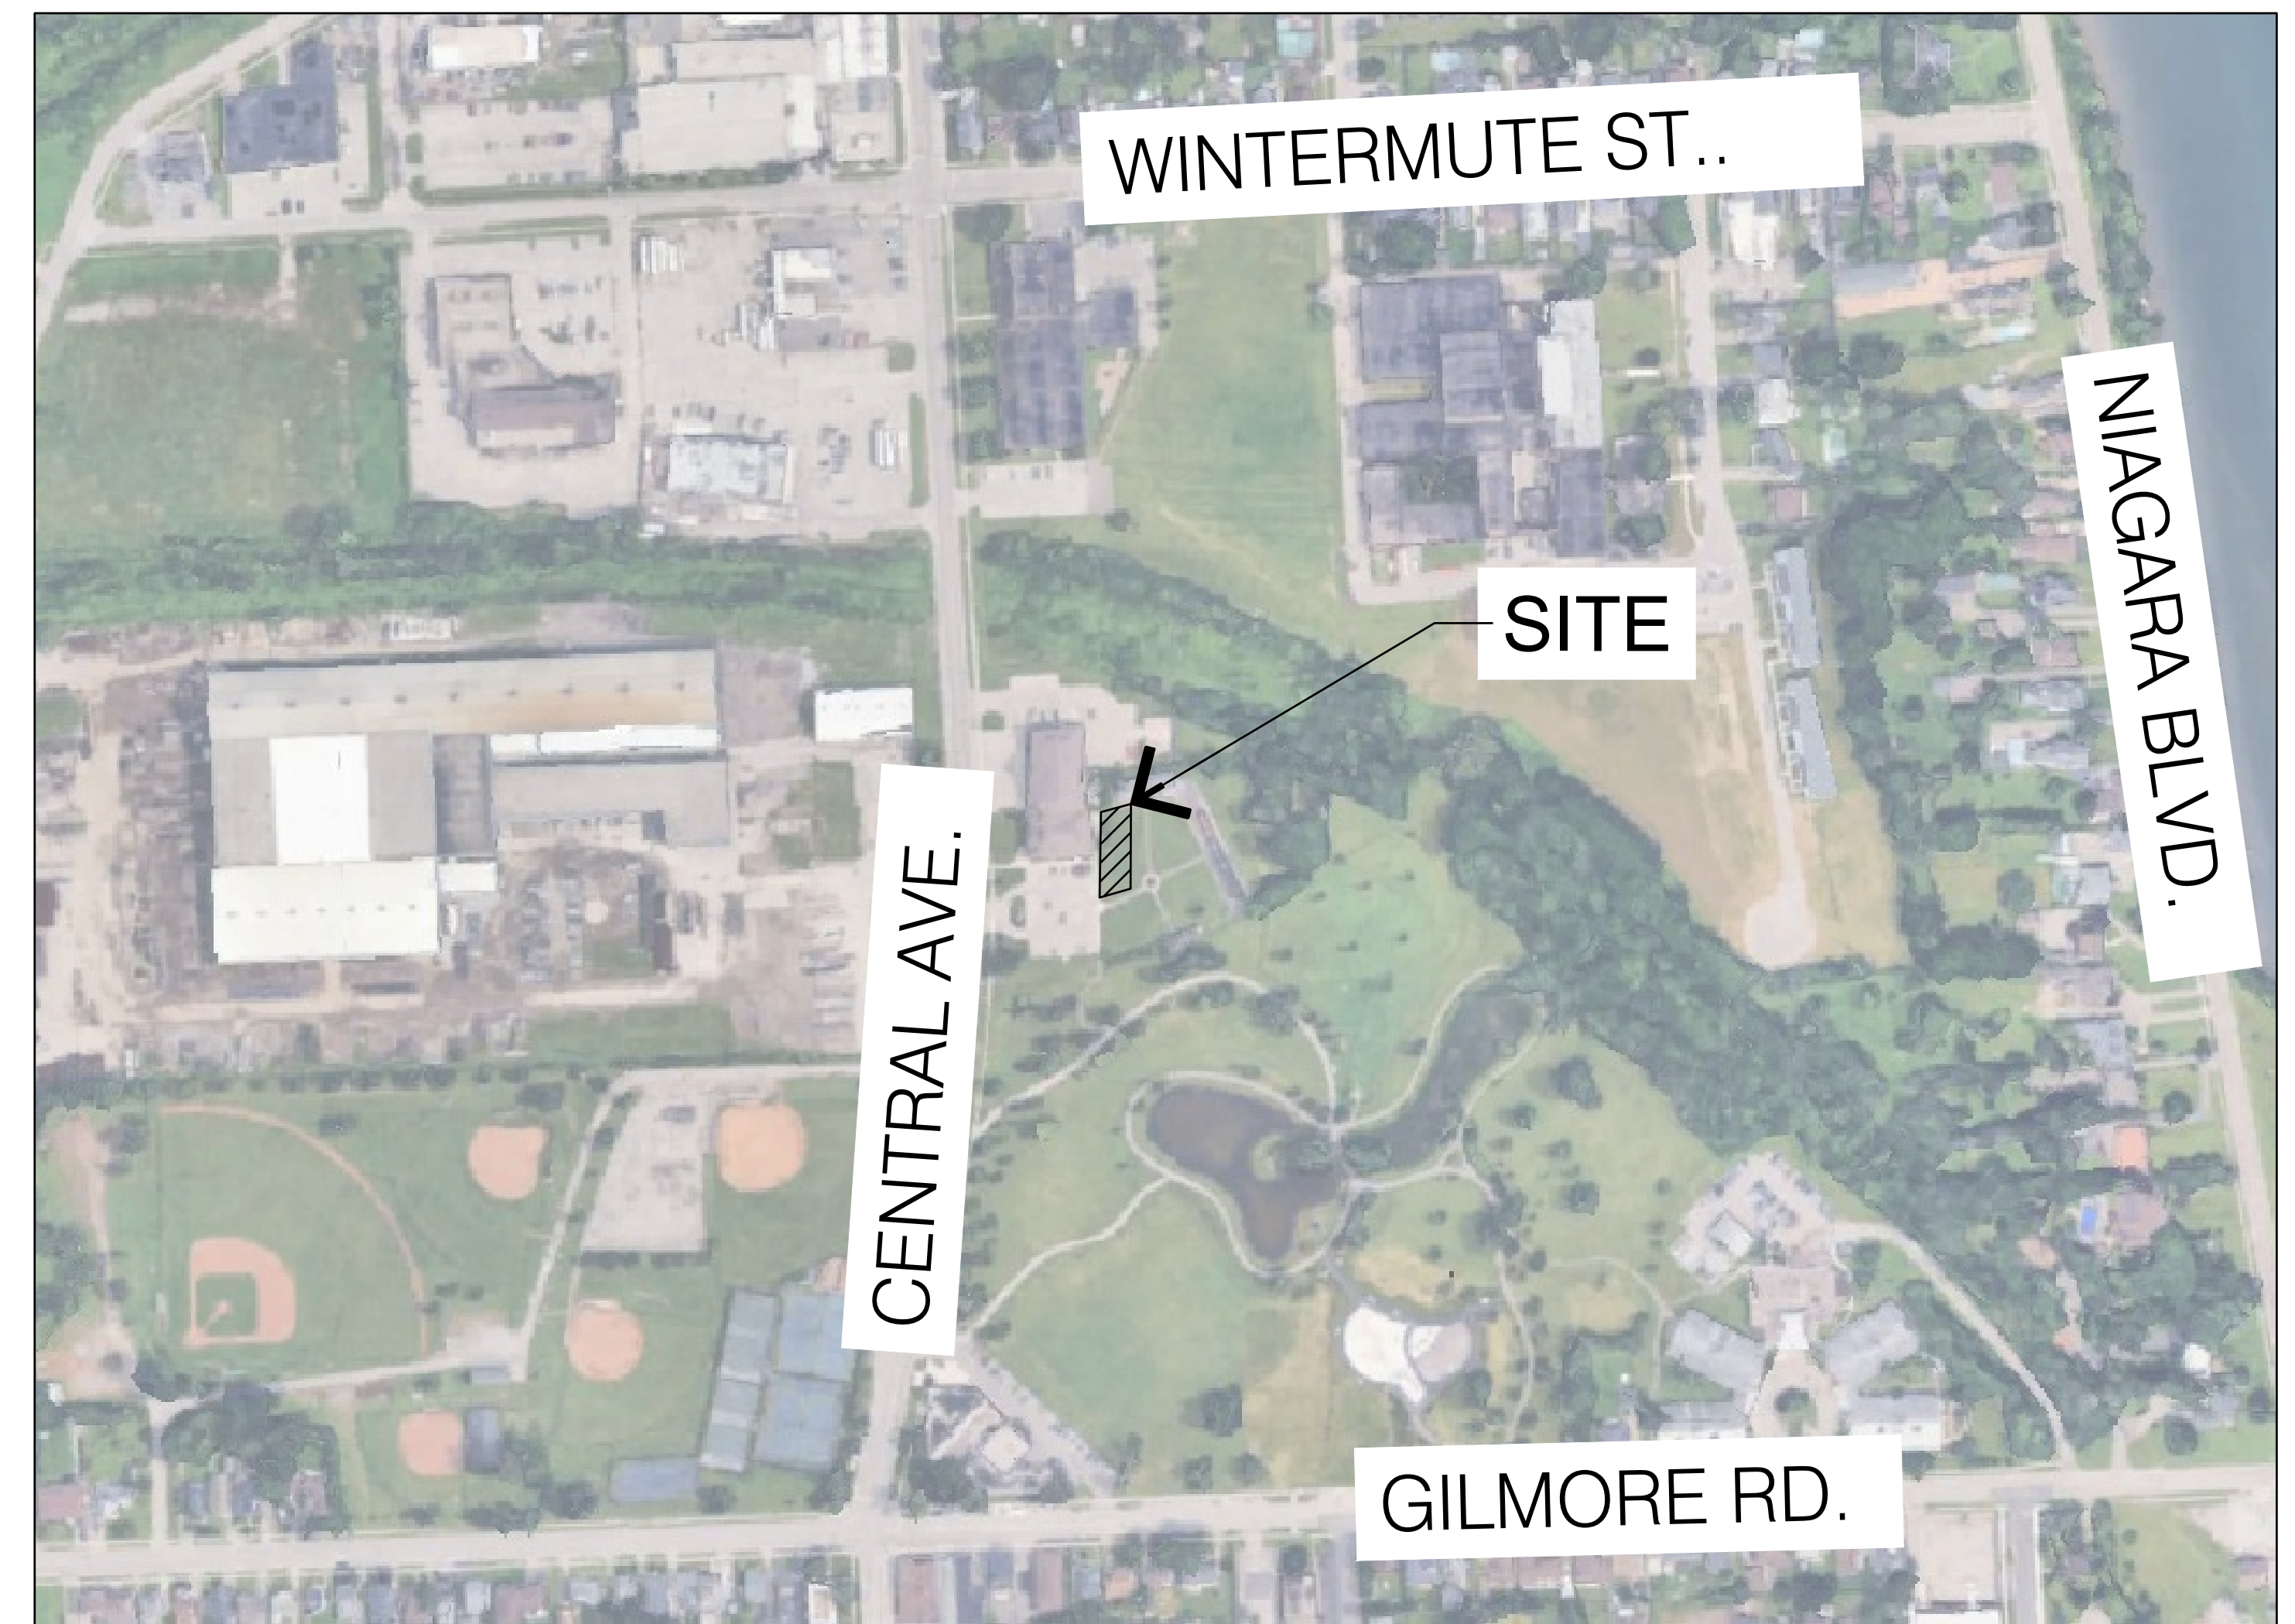 WINTERMUTE ST..
NIAGARA BLVD.
SITE
CENTRAL AVE.
GILMORE RD.